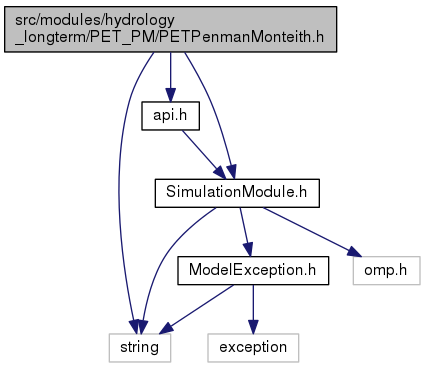 src/modules/hydrology
_longterm/PET_PM/PETPenmanMonteith.h
api.h
SimulationModule.h
ModelException.h
omp.h
string
exception